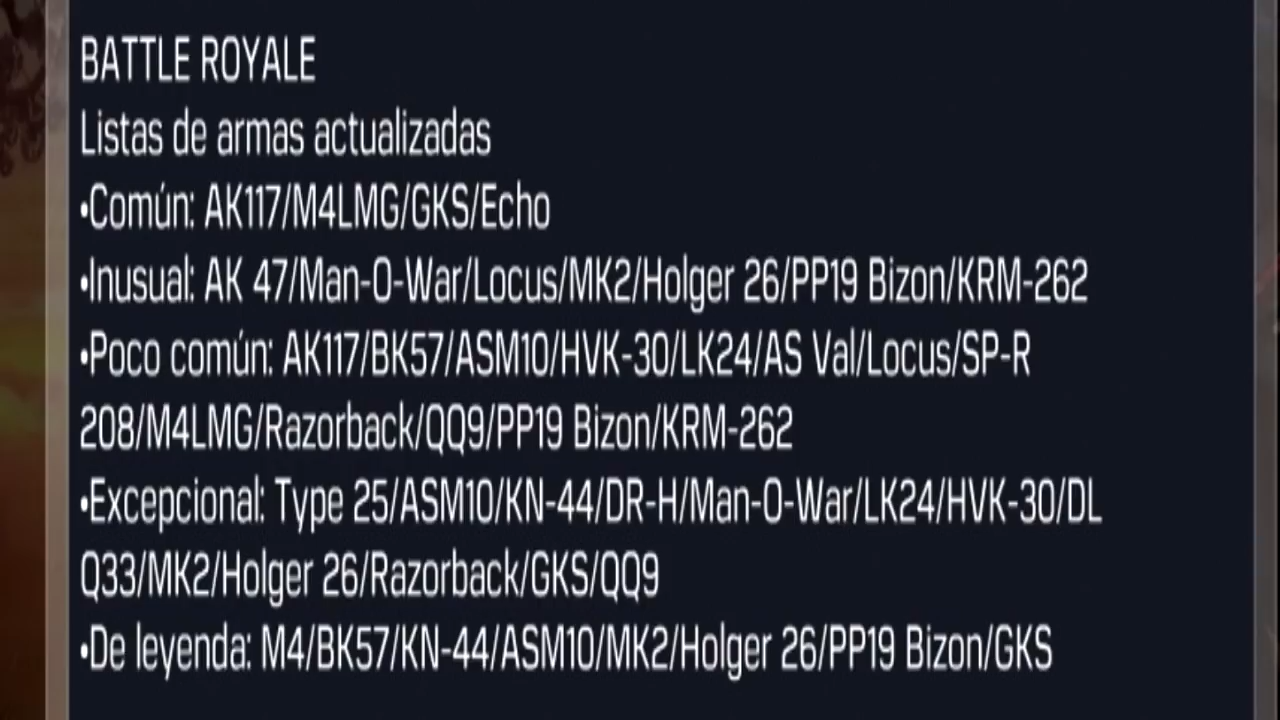 BATTLE ROYALE
Listas de armas actualizadas
•Común: AK117/M4LMG/GKS/Echo
•Inusual: AK 47/Man-O-War/Locus/MK2/Holger 26/PP19 Bizon/KRM-262
•Poco común: AK117/BK57/ASM10/HVK-30/LK24/AS Val/Locus/SP-R
208/M4LMG/Razorback/QQ9/PP19 Bizon/KRM-262
•Excepcional: Type 25/ASM10/KN-44/DR-H/Man-O-War/LK24/HVK-30/DL
Q33/MK2/Holger 26/Razorback/GKS/QQ9
•De leyenda: M4/BK57/KN-44/ASM10/MK2/Holger 26/PP19 Bizon/GKS